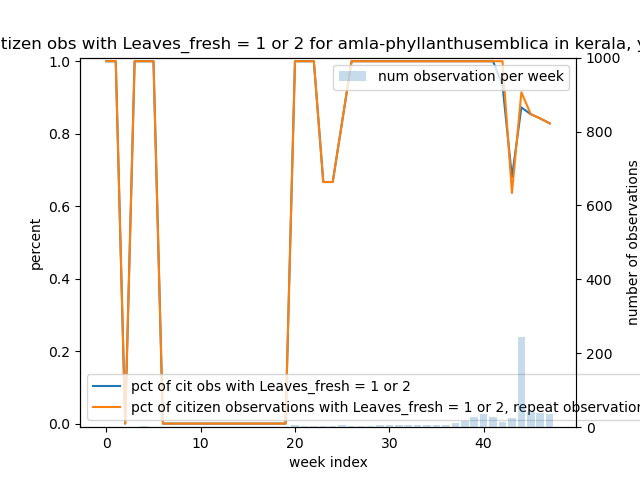 tizen obs with Leaves_fresh = 1 or 2 for amla-phyllanthusemblica in kerala, y
num observation per week
1.0
0.8
0.6
0.4
0.2
0.0
percent
1000
800
600
400
200
0
number of observations
pct of cit obs with Leaves_fresh = 1 or 2
pct of citizen observations with Leaves_fresh = 1 or 2, repeat observation
0 10 20 30 40
week index